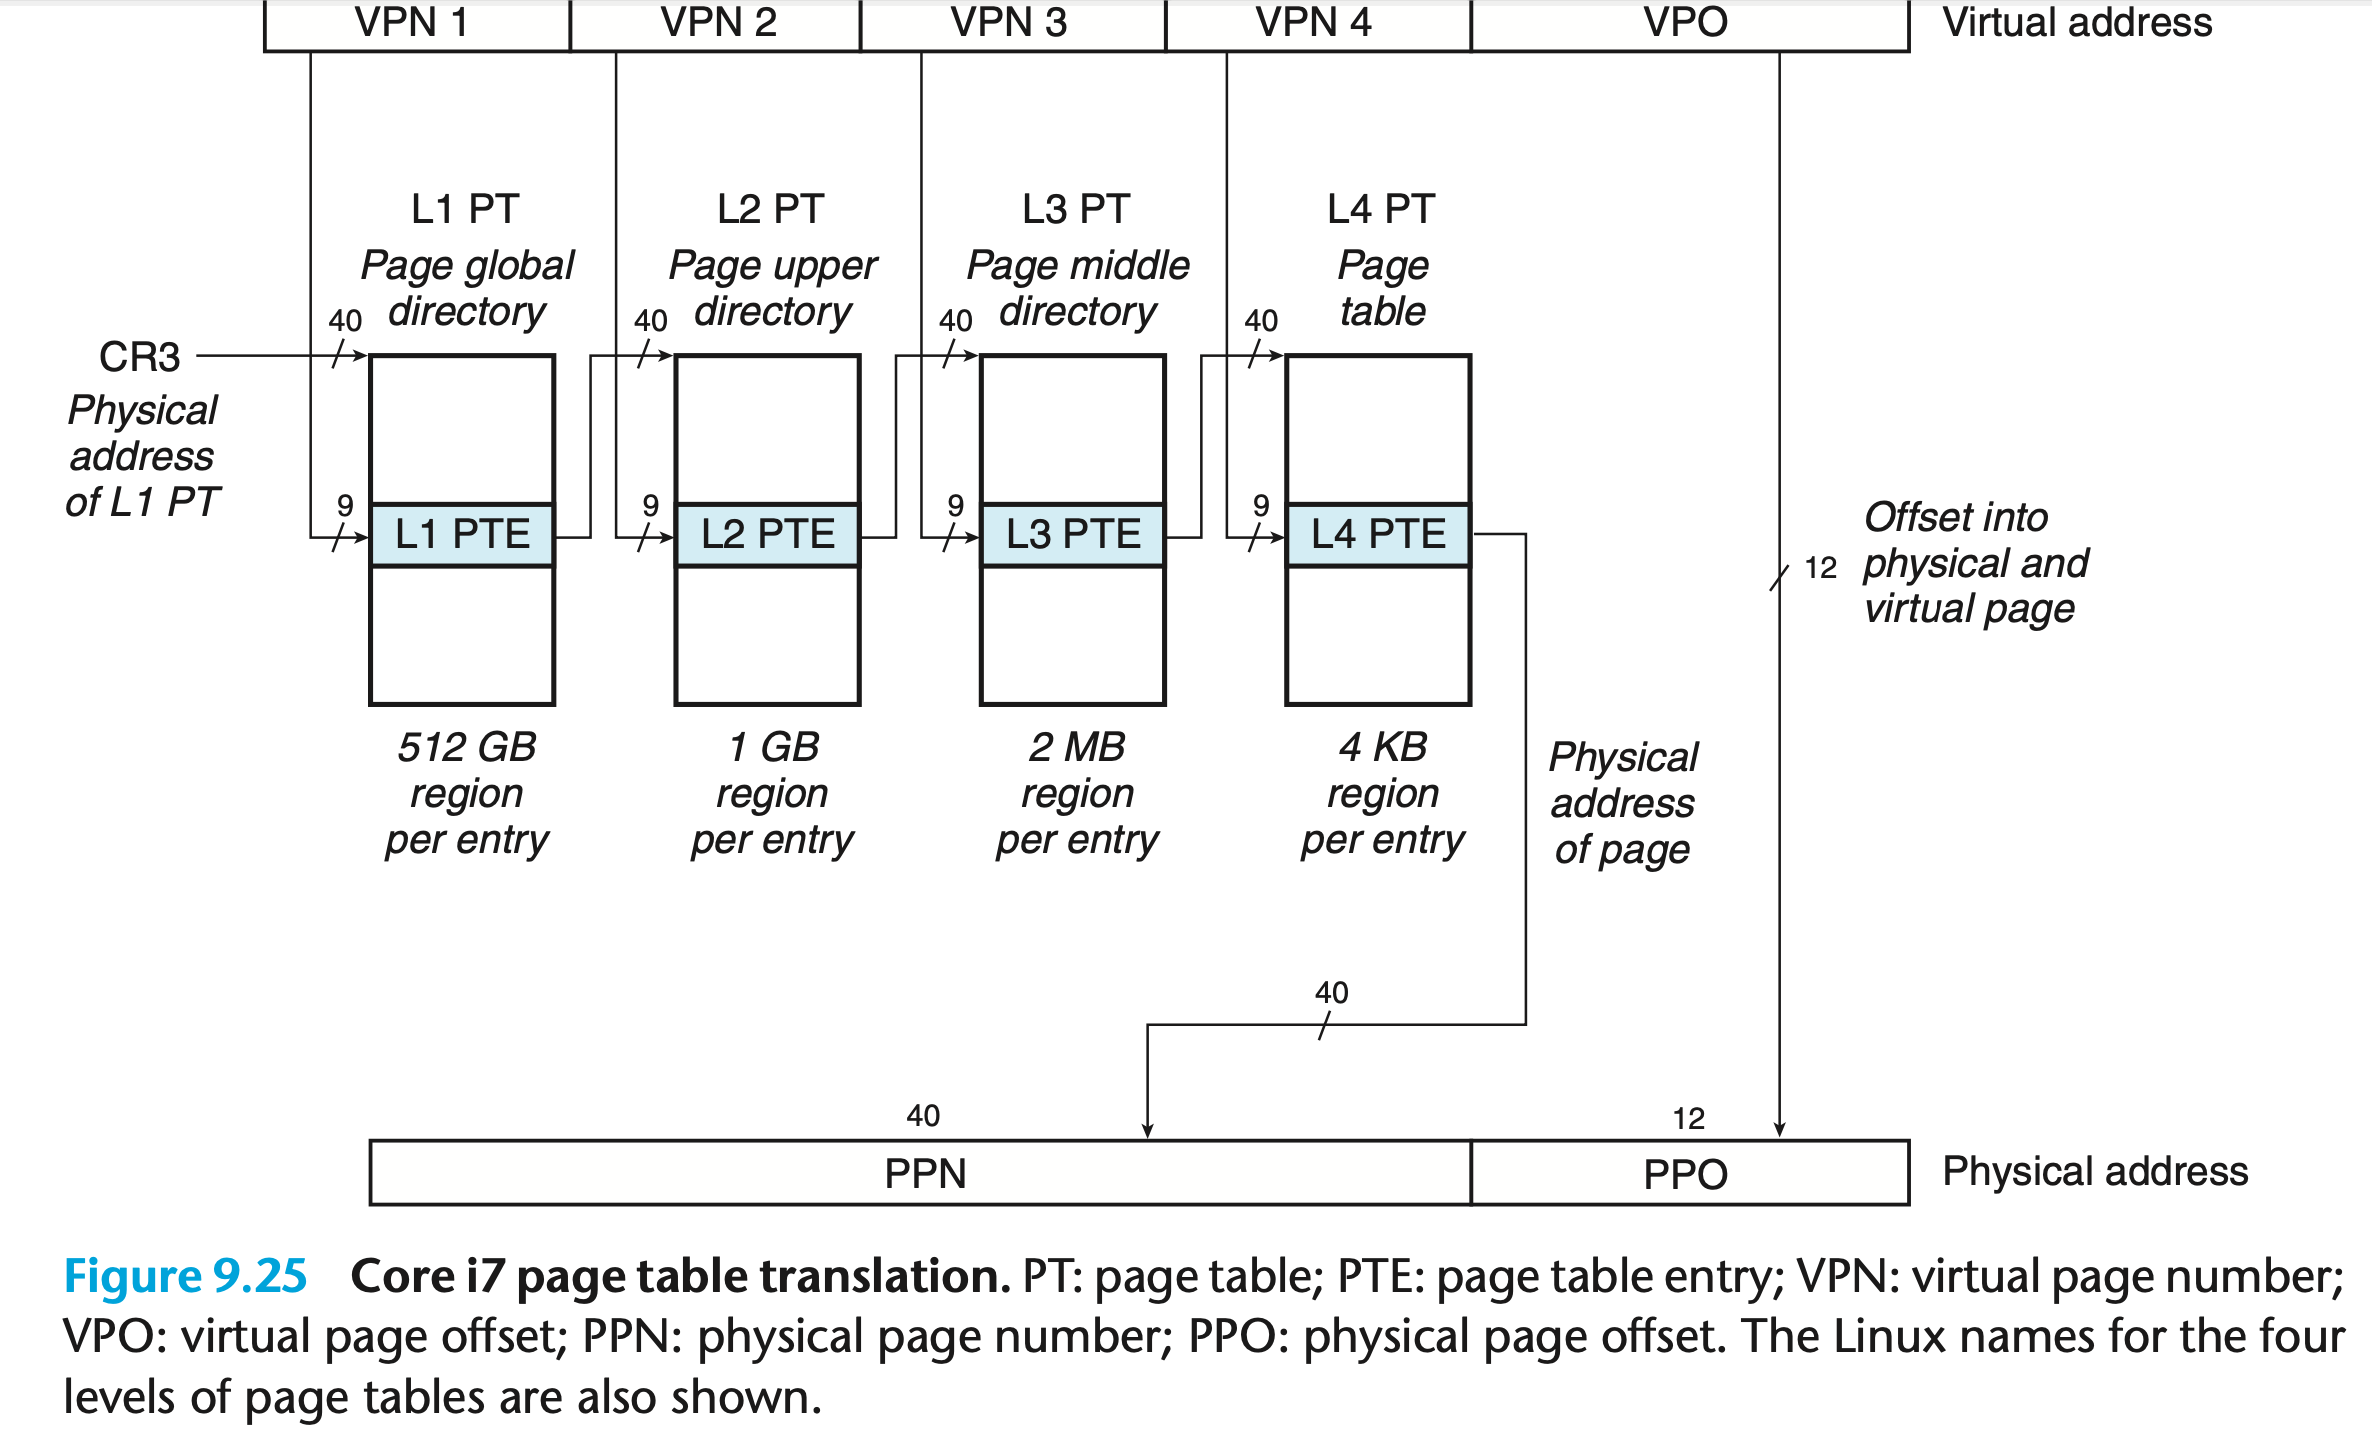 VPN 1 VPN 2 VPN 3 VPN 4 VPO Virtual address
L1 PT L2 PT L3 PT L4 PT
Page global Page upper Page middle Page
directory directory directory table
40 40 40 40
CR3
Physical
address
of L1 PT
9 9 9 9
L1 PTE L2 PTE L3 PTE L4 PTE
12
Offset into
physical and
virtual page
512 GB 1 GB 2 MB 4 KB
region region region region
per entry per entry per entry per entry
Physical
address
of page
40
40 12
PPN PPO Physical address
Figure 9.25 Core i7 page table translation. PT: page table; PTE: page table entry; VPN: virtual page number;
VPO: virtual page offset; PPN: physical page number; PPO: physical page offset. The Linux names for the four
levels of page tables are also shown.